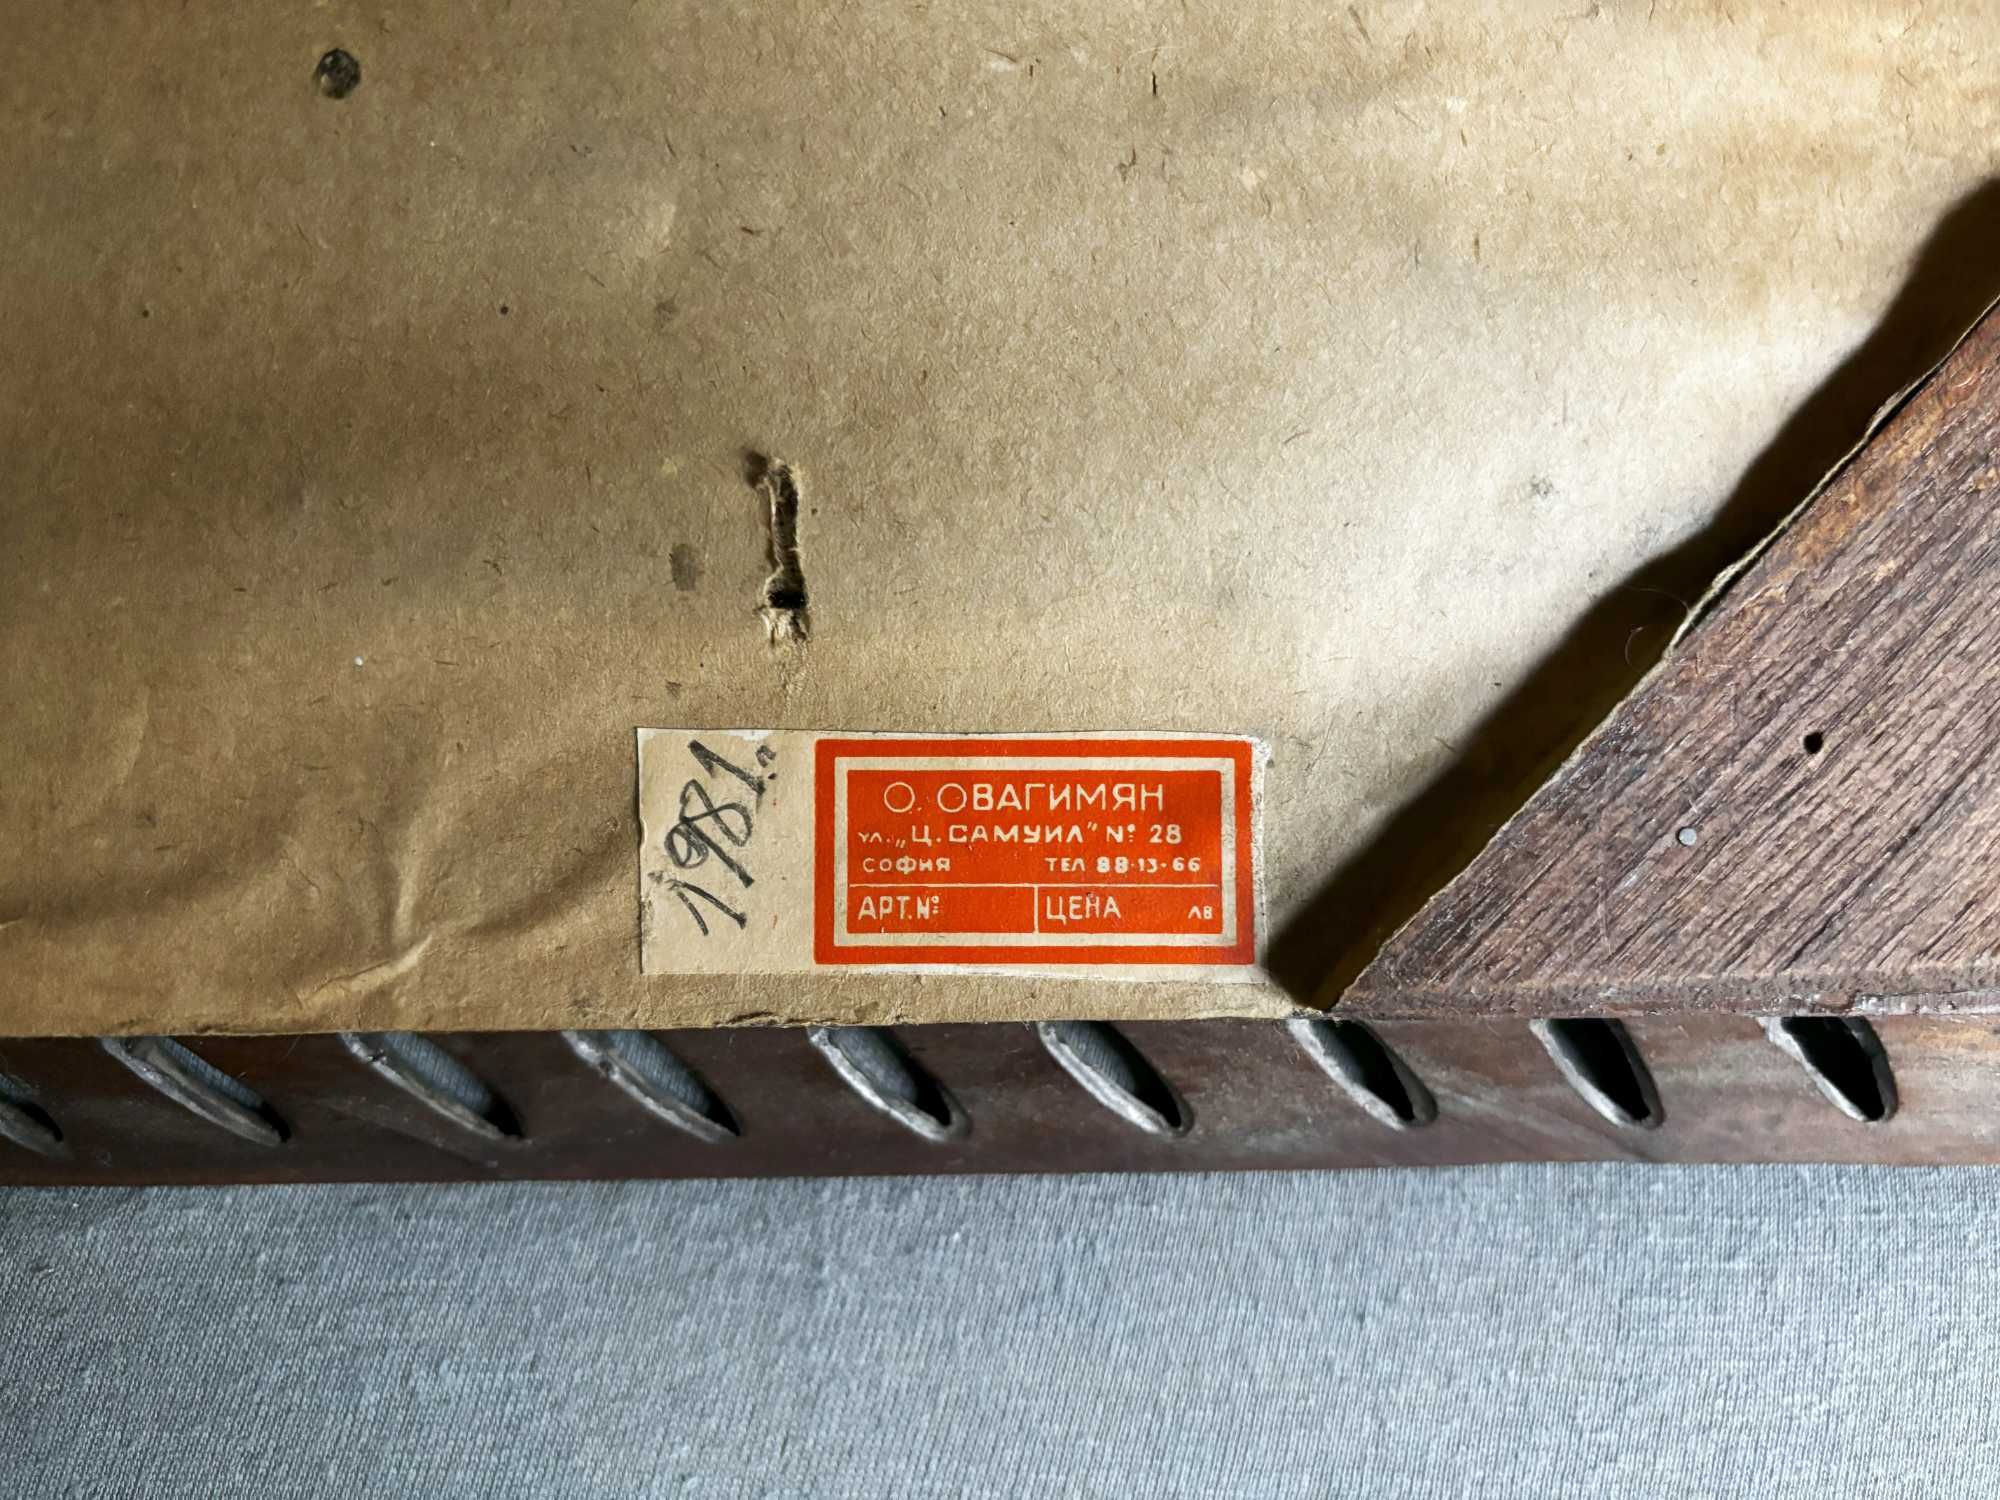 1981 г.
О. ОВАГИМЯН
ул. „Ц. САМУИЛ" № 28
СОФИЯ ТЕЛ 88-13-66
АРТ. № ЦЕНА ЛВ